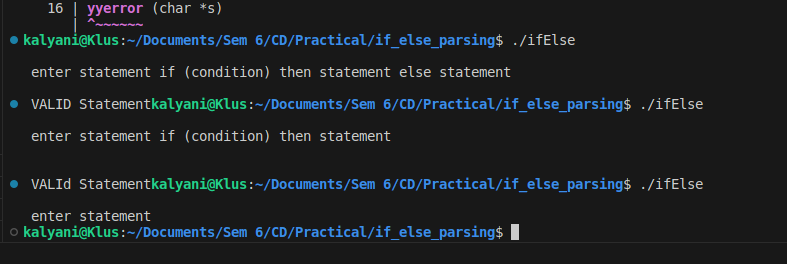 16 | yyerror (char *s)
| ^~~~~~~
kalyani@Klus:~/Documents/Sem 6/CD/Practical/if_else_parsing$ ./ifElse
enter statement if (condition) then statement else statement
VALID Statementkalyani@Klus:~/Documents/Sem 6/CD/Practical/if_else_parsing$ ./ifElse
enter statement if (condition) then statement
VALId Statementkalyani@Klus:~/Documents/Sem 6/CD/Practical/if_else_parsing$ ./ifElse
enter statement
kalyani@Klus:~/Documents/Sem 6/CD/Practical/if_else_parsing$